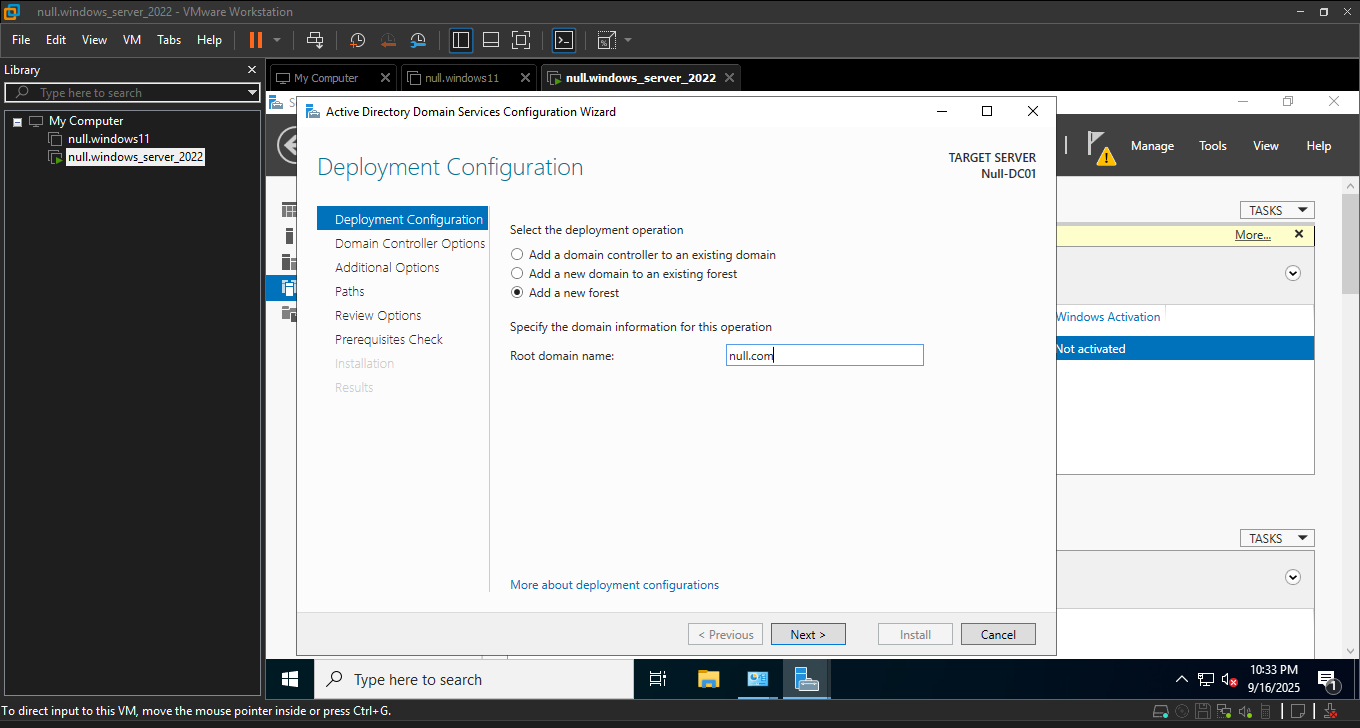 null.windows_server_2022 - VMware Workstation
File Edit View VM Tabs Help
Library
Type here to search
My Computer
null.windows11
null.windows_server_2022
My Computer
null.windows11
null.windows_server_2022
Active Directory Domain Services Configuration Wizard
Deployment Configuration
TARGET SERVER
Null-DC01
Deployment Configuration
Domain Controller Options
Additional Options
Paths
Review Options
Prerequisites Check
Installation
Results
Select the deployment operation
Add a domain controller to an existing domain
Add a new domain to an existing forest
Add a new forest
Specify the domain information for this operation
Root domain name: null.com
More about deployment configurations
< Previous Next > Install Cancel
Manage Tools View Help
TASKS
More...
Windows Activation
Not activated
TASKS
Type here to search
10:33 PM
9/16/2025
1
To direct input to this VM, move the mouse pointer inside or press Ctrl+G.